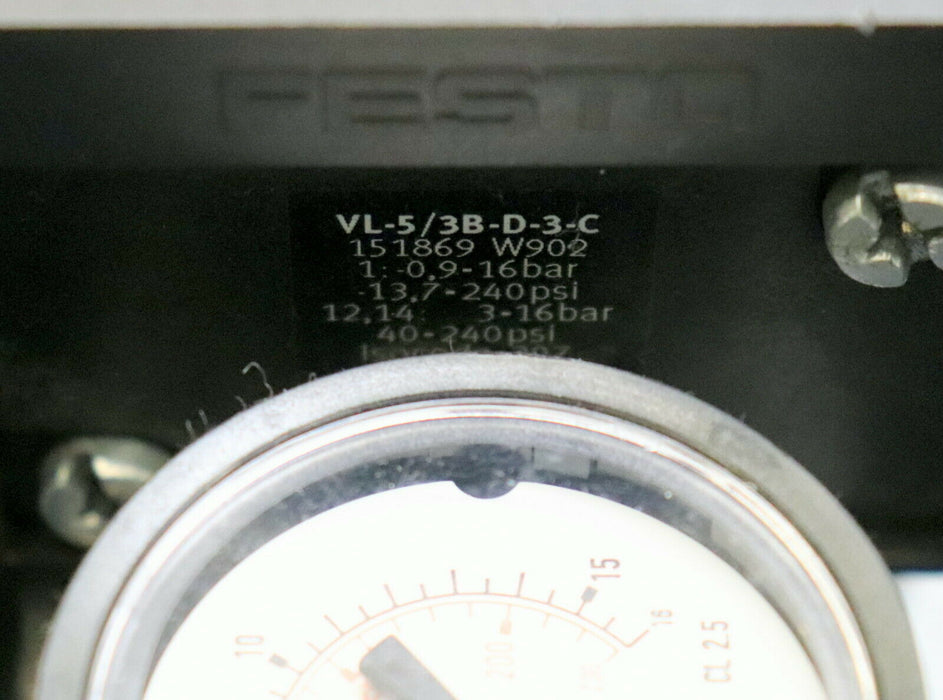 FESTO
VL-5/3B-D-3-C
151869 W902
1:-0,9-16bar
-13,7-240psi
12,14: 3-16bar
40-240psi
10
15
16
200
CL 2.5